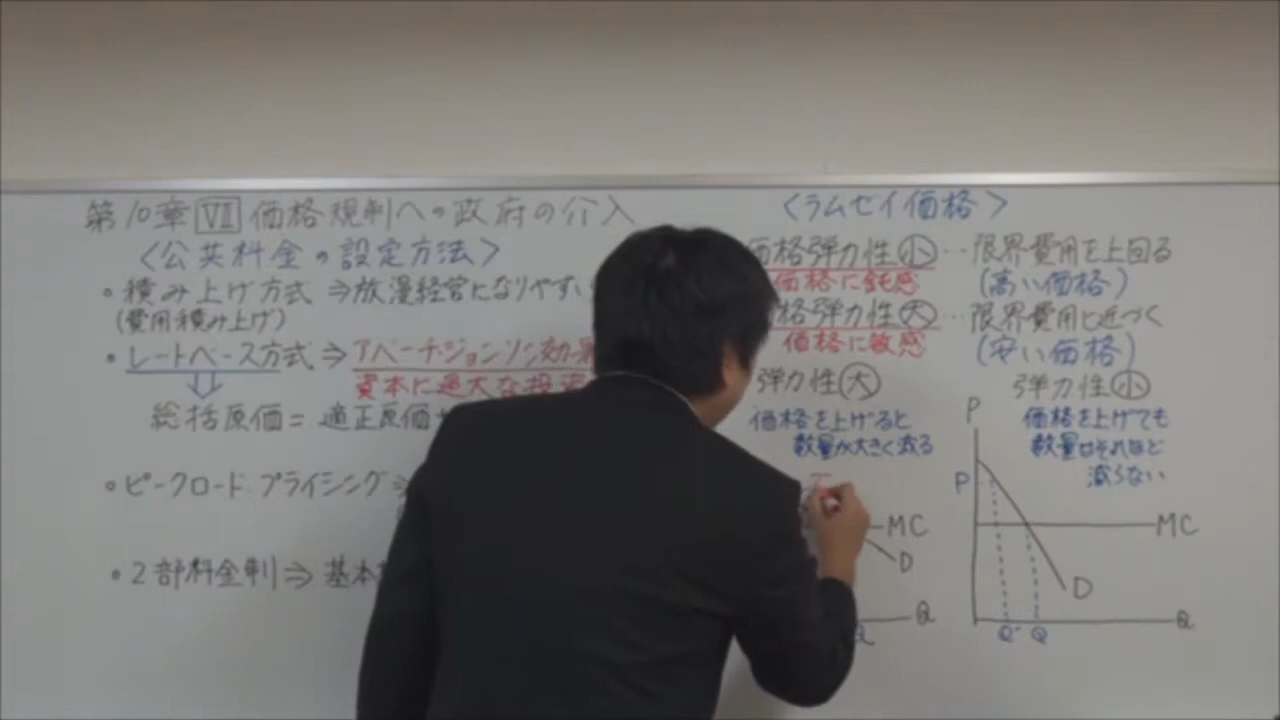 第10章 Ⅶ 価格規制への政府の介入
〈公共料金の設定方法〉
・積み上げ方式 ⇒放漫経営になりやすい
(費用積み上げ)
・レートベース方式⇒アバーチ・ジョンソン効果
資本に過大な投資
総括原価= 適正原価+
・ピークロード プライシング⇒
・2部料金制⇒ 基本
〈ラムゼイ価格〉
価格弾力性小…限界費用を上回る
価格に鈍感 (高い価格)
格弾力性大…限界費用に近づく
価格に敏感 (安い価格)
弾力性大
価格を上げると
数量が大きく減る
MC
D
Q
弾力性小
価格を上げても
数量はそれほど
減らない
P
P
MC
D
Q' Q
Q